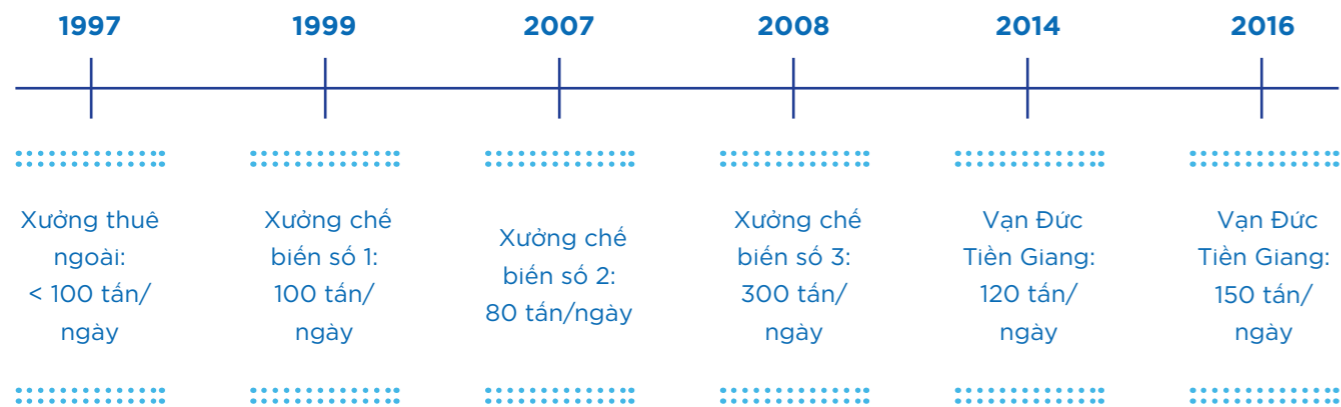 1997
1999
2007
2008
2014
2016
Xưởng thuê
ngoài:
< 100 tấn/
ngày
Xưởng chế
biến số 1:
100 tấn/
ngày
Xưởng chế
biến số 2:
80 tấn/ngày
Xưởng chế
biến số 3:
300 tấn/
ngày
Vạn Đức
Tiền Giang:
120 tấn/
ngày
Vạn Đức
Tiền Giang:
150 tấn/
ngày